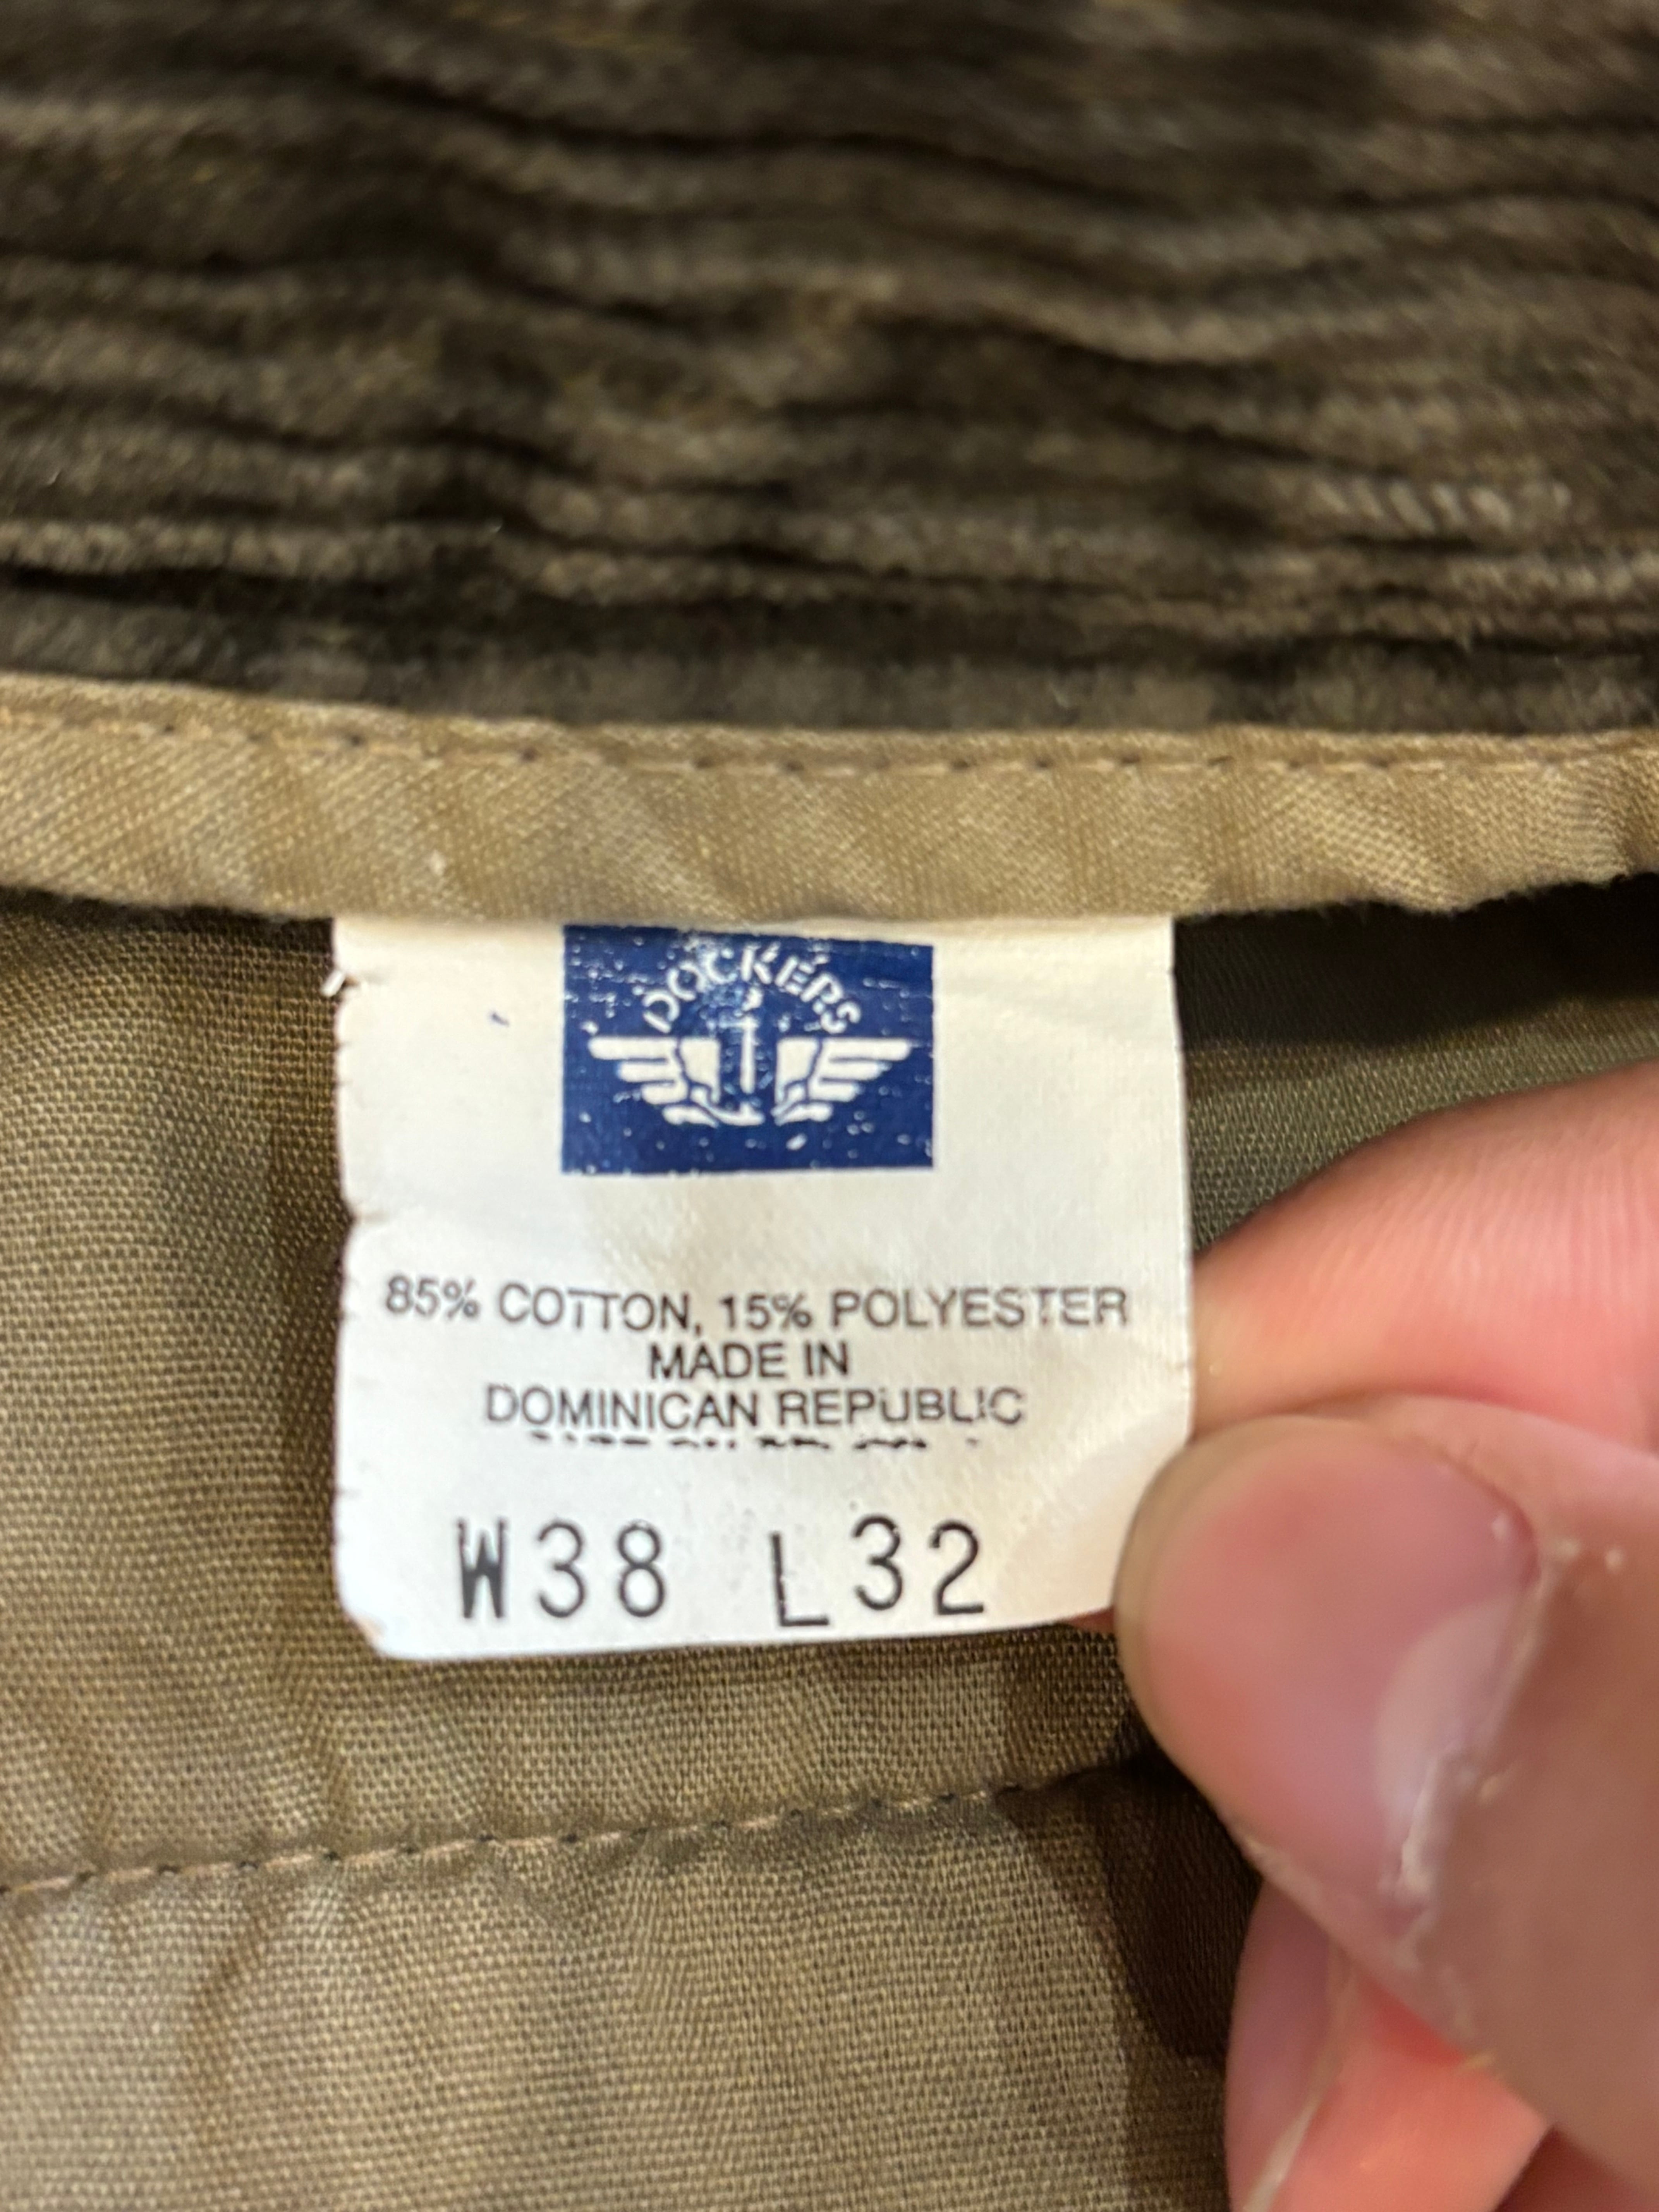 DOCKERS
85% COTTON, 15% POLYESTER
MADE IN
DOMINICAN REPUBLIC
W38 L32